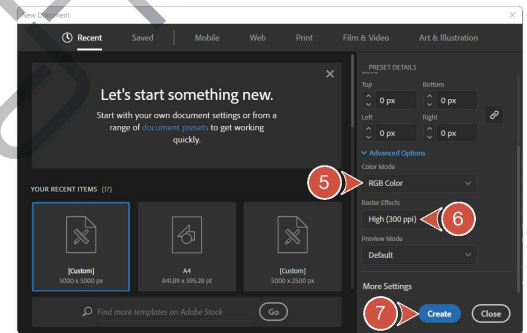 New Document
Recent Saved Mobile Web Print Film & Video Art & Illustration
Let's start something new.
Start with your own document settings or from a
range of document presets to get working
quickly.
YOUR RECENT ITEMS (17)
[Custom]
5000 x 5000 px
A4
841.89 x 595.28 pt
[Custom]
5000 x 2500 px
Find more templates on Adobe Stock
Go
PRESET DETAILS
Top Bottom
0 px 0 px
Left Right
0 px 0 px
Advanced Options
Color Mode
5
RGB Color
Raster Effects
High (300 ppi)
6
Preview Mode
Default
More Settings
7
Create Close